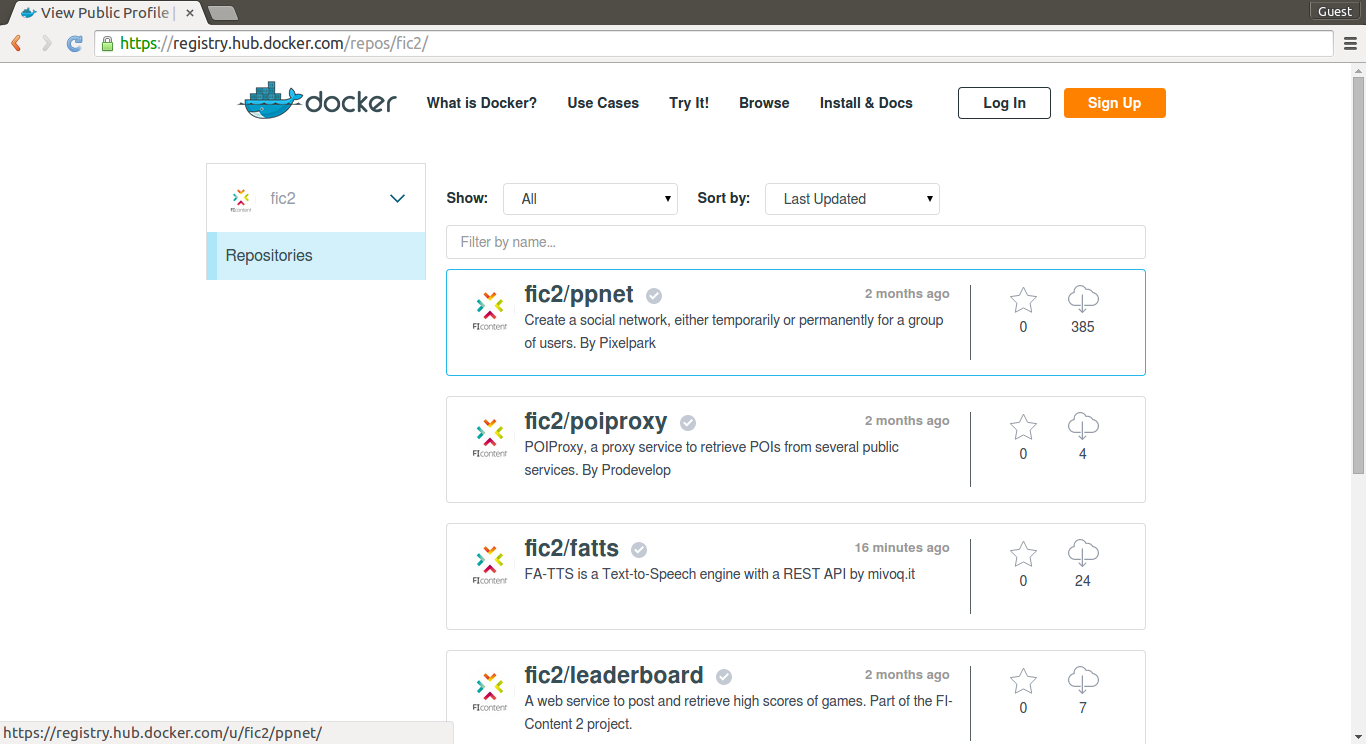 View Public Profile |
Guest
https://registry.hub.docker.com/repos/fic2/
docker
What is Docker?
Use Cases
Try It!
Browse
Install & Docs
Log In
Sign Up
FIcontent
fic2
Repositories
Show:
All
Sort by:
Last Updated
Filter by name...
FIcontent
fic2/ppnet
2 months ago
Create a social network, either temporarily or permanently for a group
of users. By Pixelpark
0
385
FIcontent
fic2/poiproxy
2 months ago
POIProxy, a proxy service to retrieve POIs from several public
services. By Prodevelop
0
4
FIcontent
fic2/fatts
16 minutes ago
FA-TTS is a Text-to-Speech engine with a REST API by mivoq.it
0
24
FIcontent
fic2/leaderboard
2 months ago
A web service to post and retrieve high scores of games. Part of the FI-
Content 2 project.
0
7
https://registry.hub.docker.com/u/fic2/ppnet/